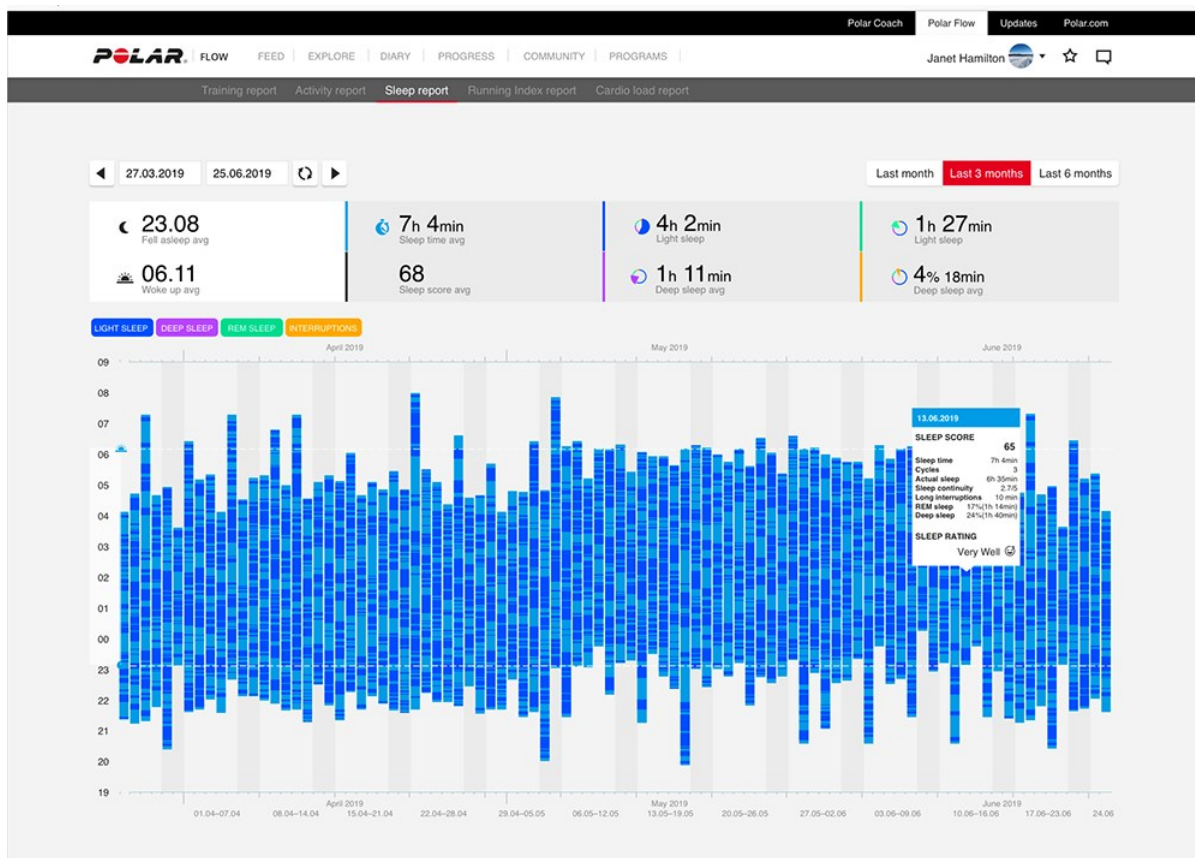 Polar Coach Polar Flow Updates Polar.com
POLAR. FLOW FEED EXPLORE DIARY PROGRESS COMMUNITY PROGRAMS Janet Hamilton
Training report Activity report Sleep report Running Index report Cardio load report
27.03.2019 25.06.2019 Last month Last 3 months Last 6 months
23.08 7h 4min 4h 2min 1h 27min
Fell asleep avg Sleep time avg Light sleep Light sleep
06.11 68 1h 11min 4% 18min
Woke up avg Sleep score avg Deep sleep avg Deep sleep avg
LIGHT SLEEP DEEP SLEEP REM SLEEP INTERRUPTIONS
April 2019 May 2019 June 2019
09
08
07
06
05
04
03
02
01
00
23
22
21
20
19
13.06.2019
SLEEP SCORE
65
Sleep time 7h 4min
Cycles 3
Actual sleep 6h 35min
Sleep continuity 2.7/5
Long interruptions 10 min
REM sleep 17%(1h 14min)
Deep sleep 24%(1h 40min)
SLEEP RATING
Very Well
April 2019 May 2019 June 2019
01.04–07.04 08.04–14.04 15.04–21.04 22.04–28.04 29.04–05.05 06.05–12.05 13.05–19.05 20.05–26.05 27.05–02.06 03.06–09.06 10.06–16.06 17.06–23.06 24.06